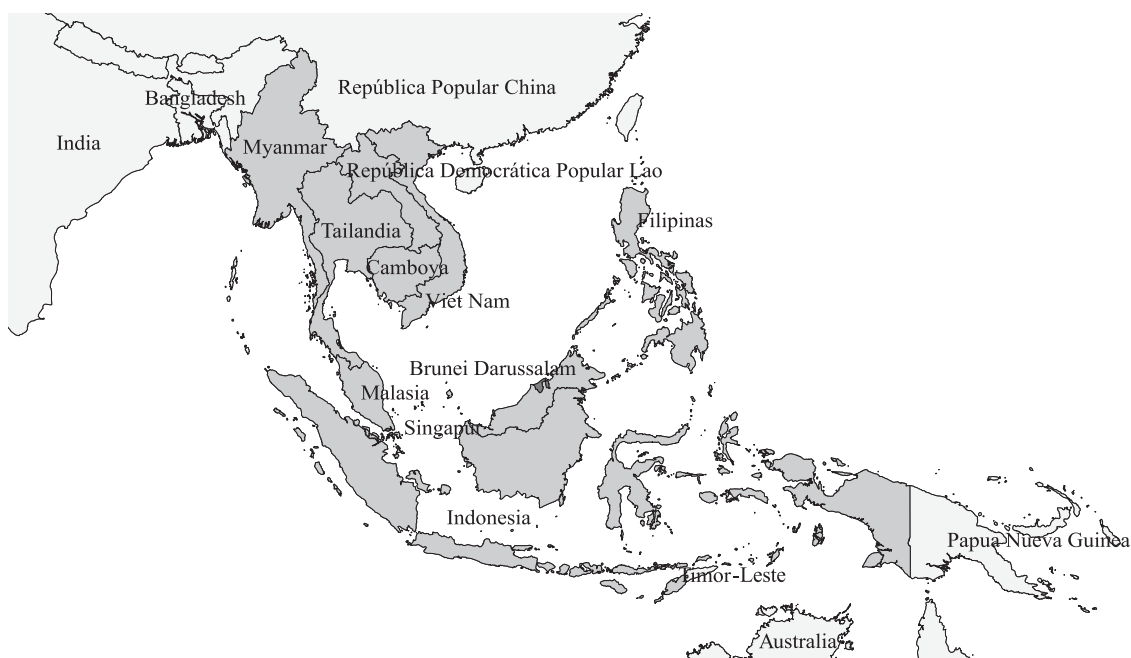 República Popular China
Bangladesh
India
Myanmar
República Democrática Popular Lao
Filipinas
Tailandia
Camboya
Viet Nam
Brunei Darussalam
Malasia
Singapur
Indonesia
Papua Nueva Guinea
Timor-Leste
Australia